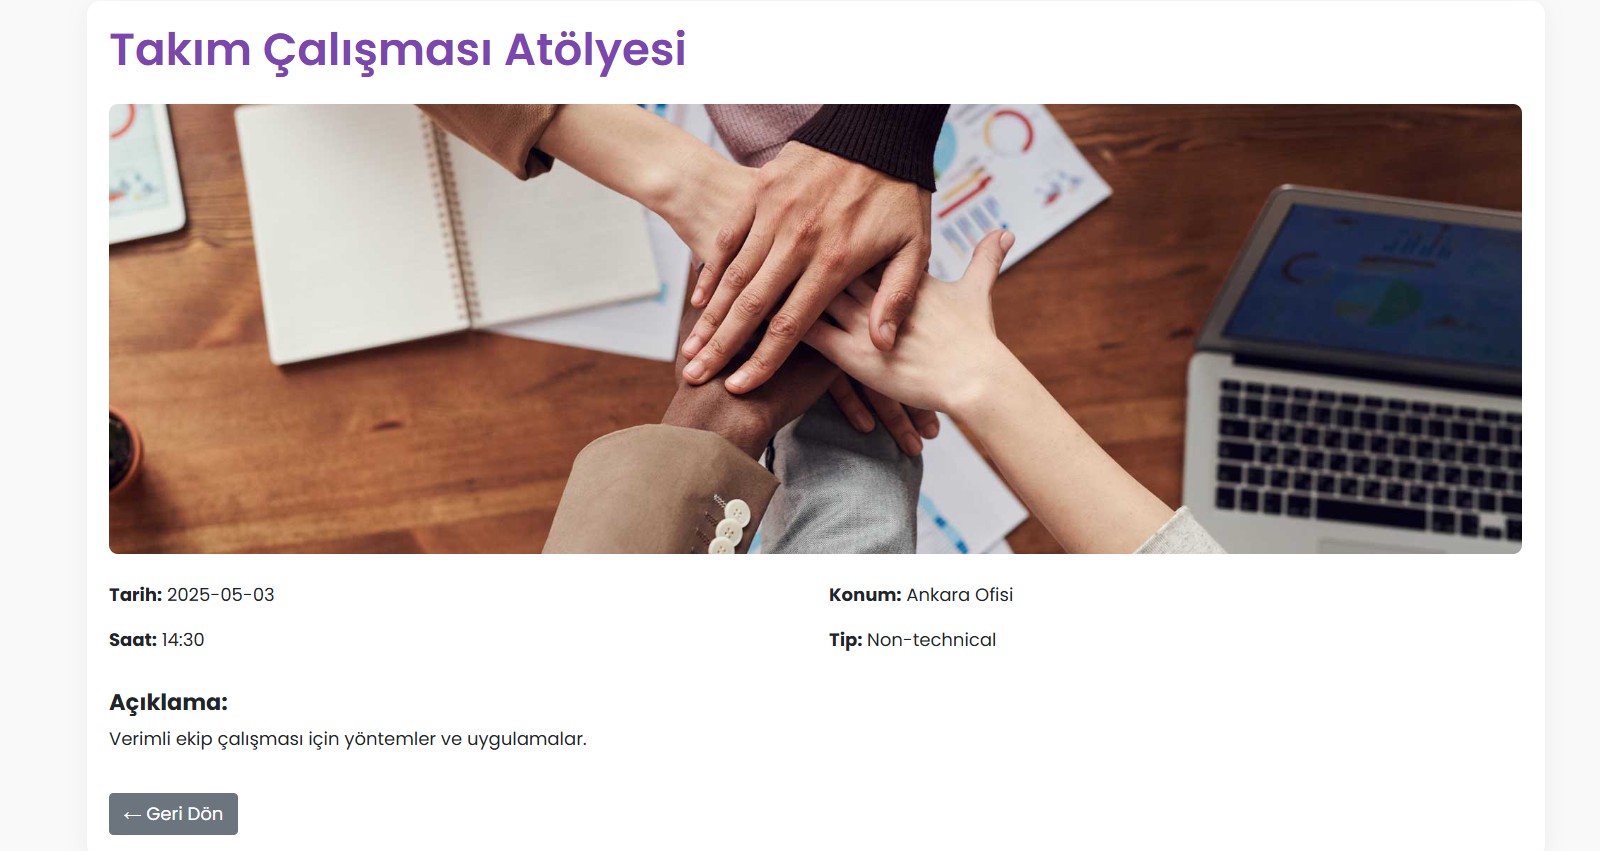 Takım Çalışması Atölyesi
Tarih: 2025-05-03
Konum: Ankara Ofisi
Saat: 14:30
Tip: Non-technical
Açıklama:
Verimli ekip çalışması için yöntemler ve uygulamalar.
← Geri Dön